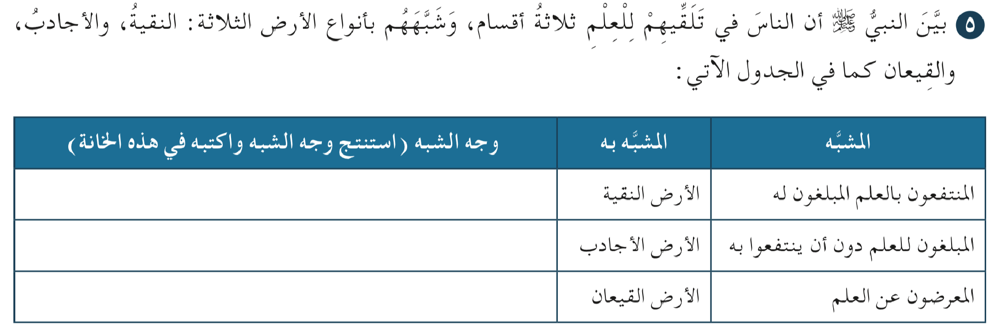 ٥ بيَّنَ النبيُّ ﷺ أن الناسَ في تَلَقِّيهِمْ لِلْعِلْمِ ثلاثةُ أقسام، وَشَبَّهَهُم بأنواع الأرض الثلاثة: النقيةُ، والأجادبُ،
والقِيعان كما في الجدول الآتي:
المشبَّه المشبَّه به وجه الشبه (استنتج وجه الشبه واكتبه في هذه الخانة)
المنتفعون بالعلم المبلغون له الأرض النقية
المبلغون للعلم دون أن ينتفعوا به الأرض الأجادب
المعرضون عن العلم الأرض القيعان